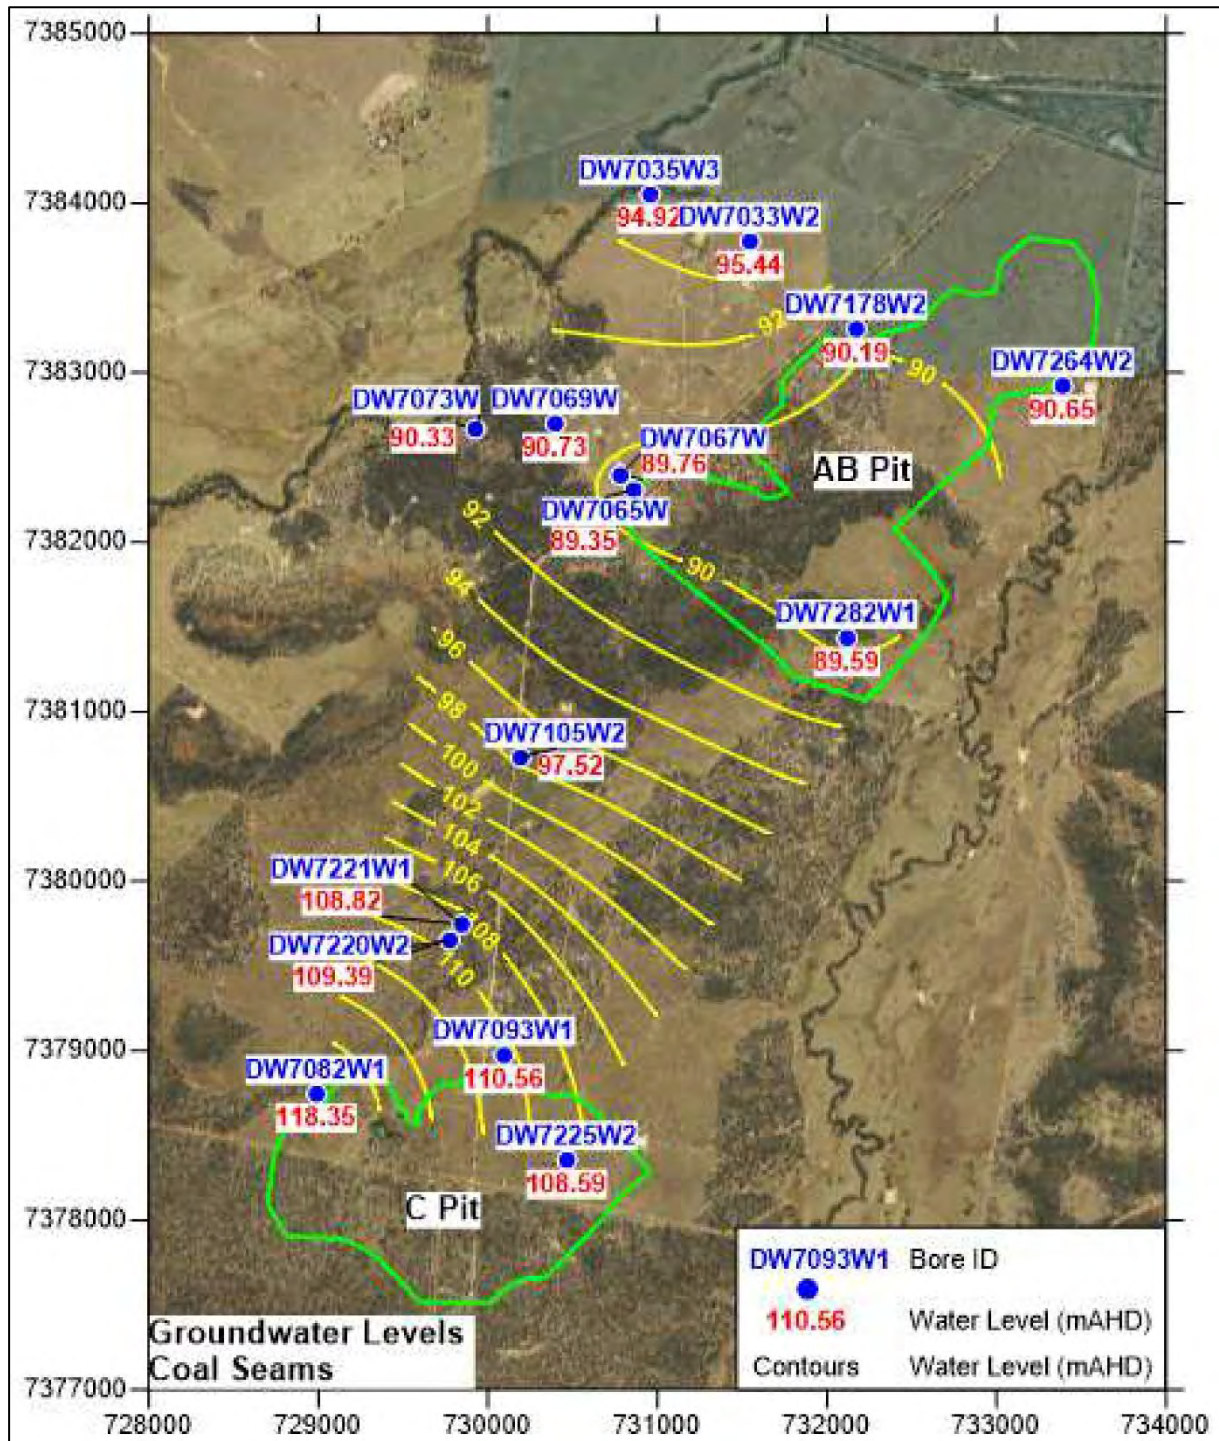 7385000
7384000
7383000
7382000
7381000
7380000
7379000
7378000
7377000
728000
729000
730000
731000
732000
733000
734000
DW7035W3
94.92
DW7033W2
95.44
92
DW7178W2
90.19
90
DW7264W2
90.65
DW7073W
90.33
DW7069W
90.73
DW7067W
89.76
AB Pit
DW7065W
89.35
92
90
94
DW7282W1
89.59
96
98
DW7105W2
97.52
100
102
104
106
DW7221W1
108.82
108
DW7220W2
109.39
110
DW7093W1
110.56
DW7082W1
118.35
DW7225W2
108.59
C Pit
DW7093W1 Bore ID
110.56 Water Level (mAHD)
Contours Water Level (mAHD)
Groundwater Levels
Coal Seams